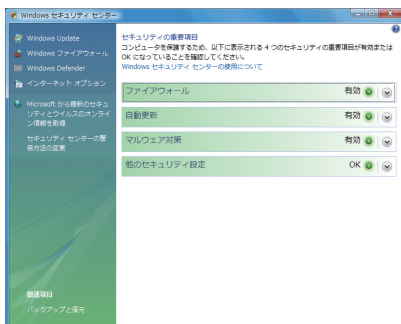 Windows セキュリティ センター
Windows Update
Windows ファイアウォール
Windows Defender
インターネット オプション
Microsoft から最新のセキュ
リティとウイルスのオンライ
ン情報を取得
セキュリティ センターの警
告方法の変更
関連項目
バックアップと復元
セキュリティの重要項目
コンピュータを保護するため、以下に表示される 4 つのセキュリティの重要項目が有効または
OK になっていることを確認してください。
Windows セキュリティ センターの使用について
ファイアウォール 有効
自動更新 有効
マルウェア対策 有効
他のセキュリティ設定 OK